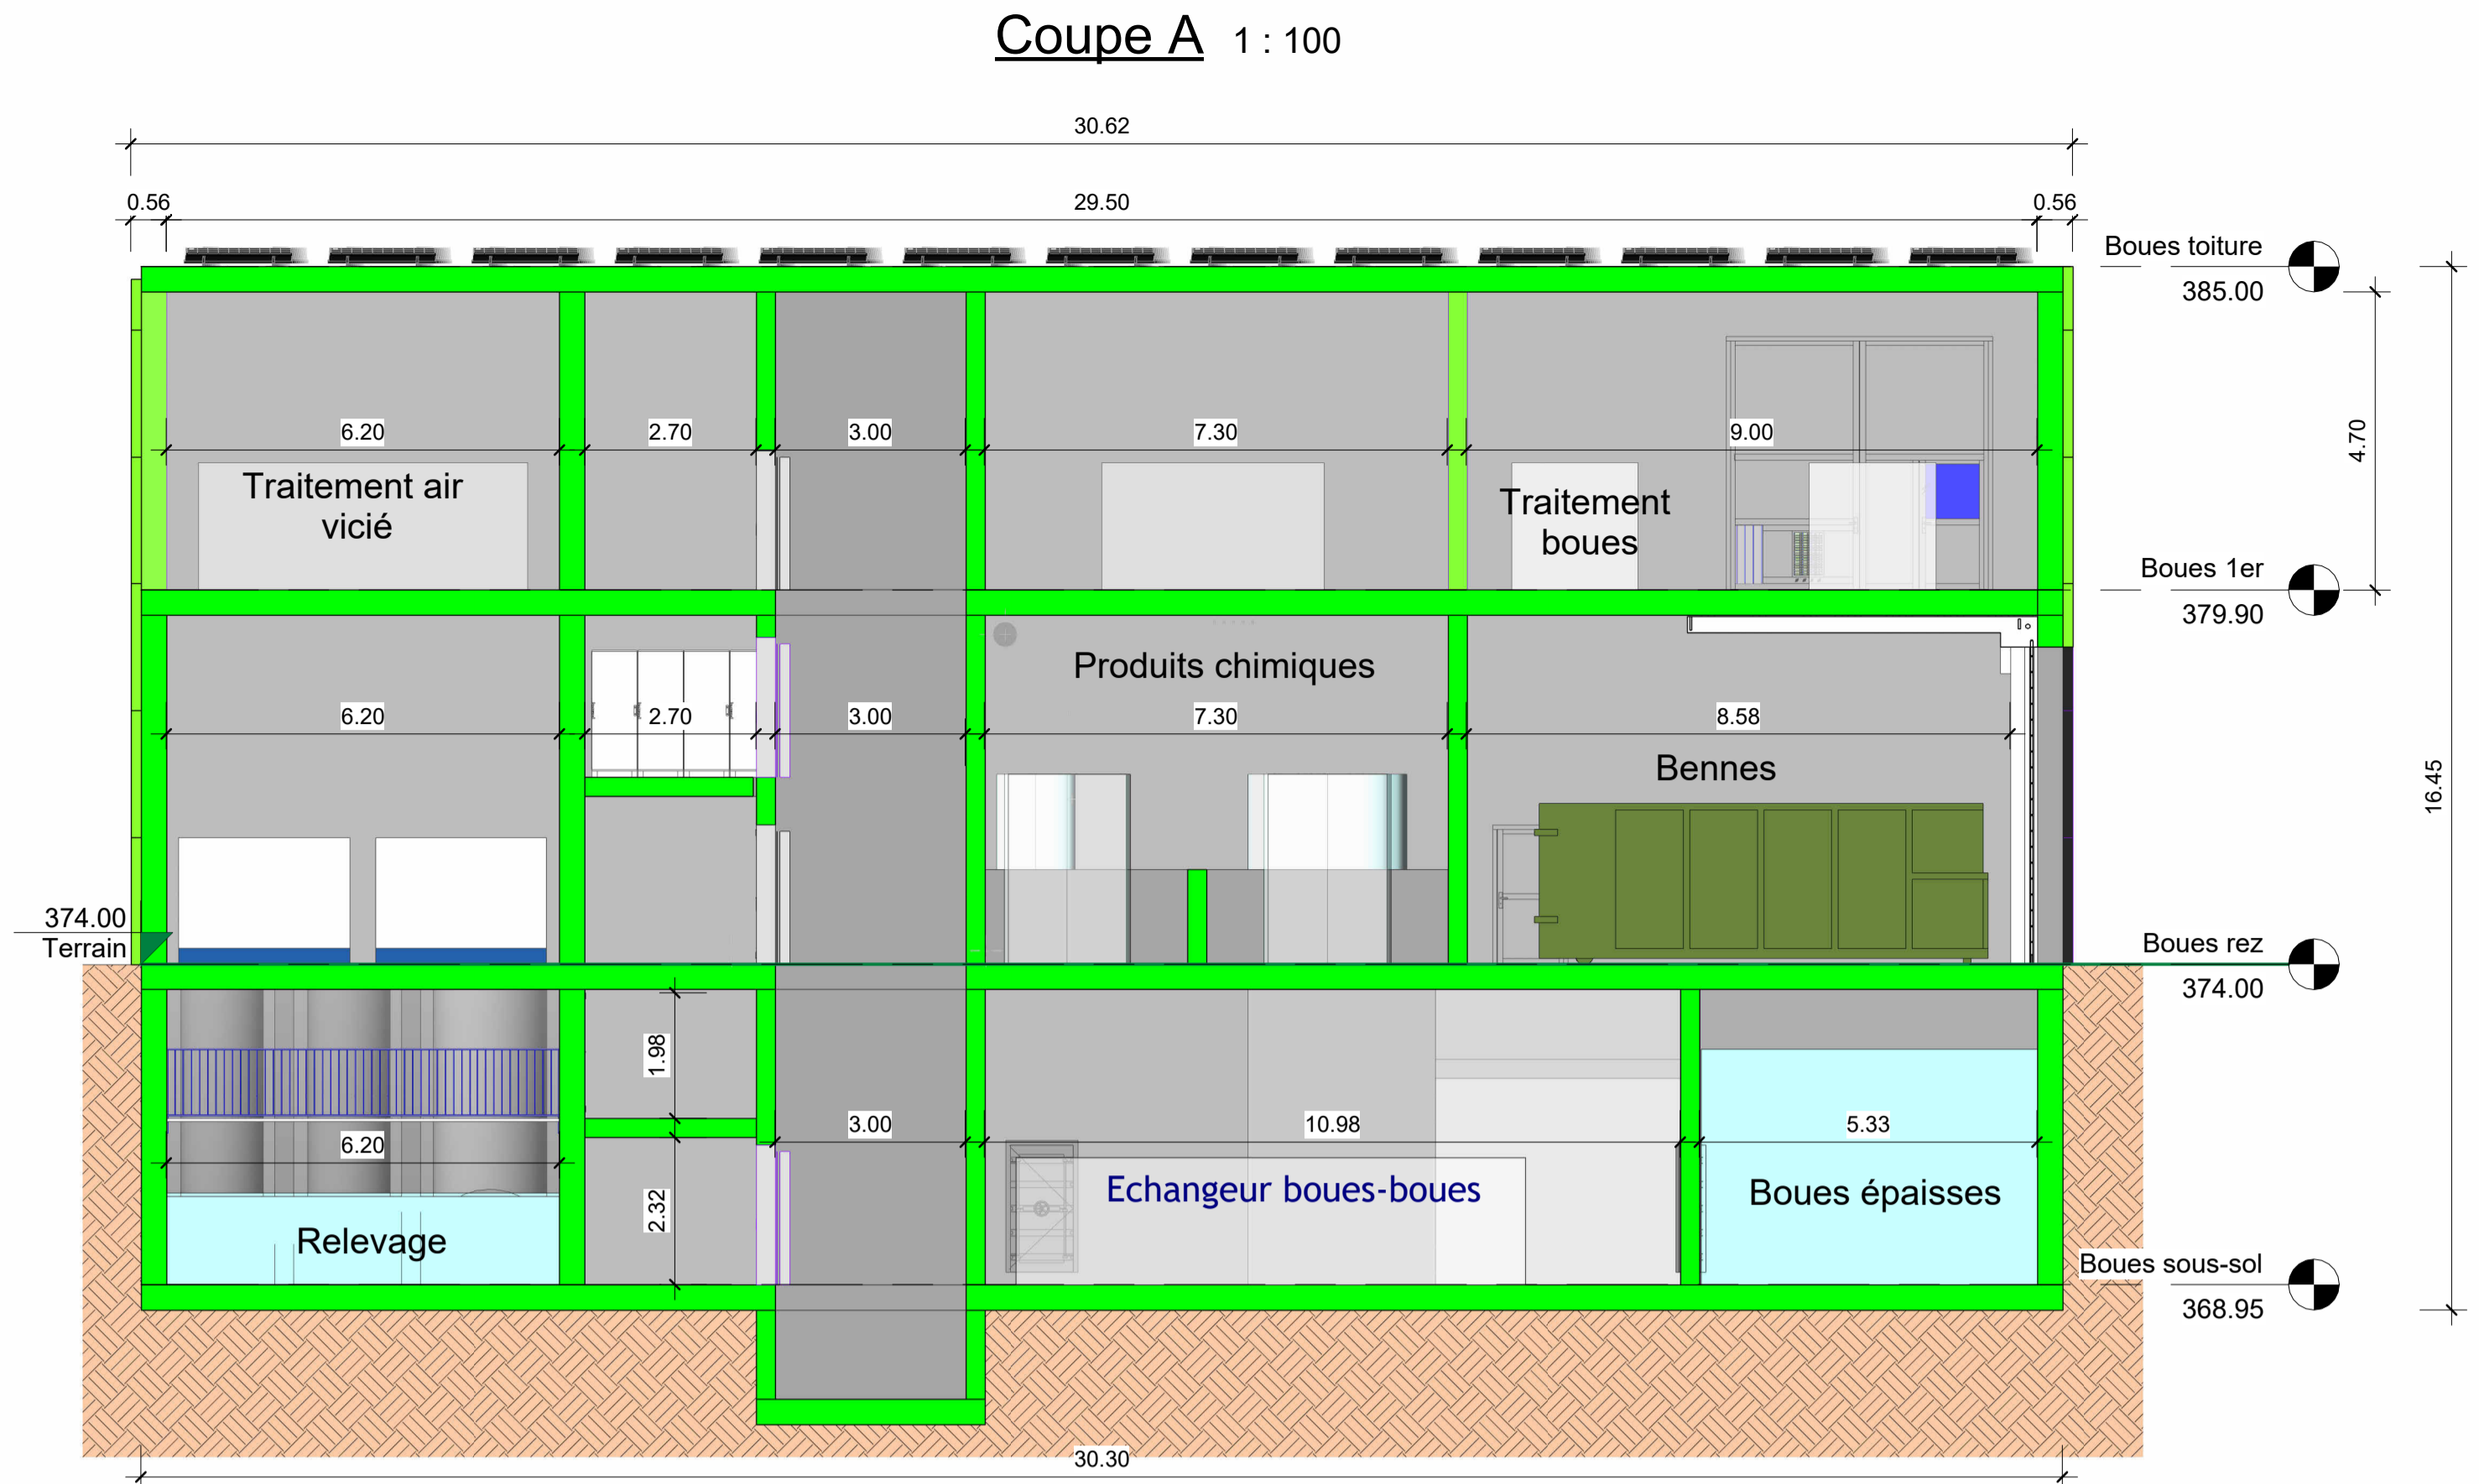 Coupe A 1 : 100
30.62
0.56 29.50 0.56
Boues toiture
385.00
6.20 2.70 3.00 7.30 9.00
4.70
Traitement air
vicié
Traitement
boues
Boues 1er
379.90
Produits chimiques
6.20 2.70 3.00 7.30 8.58
Bennes
16.45
374.00
Terrain
Boues rez
374.00
1.98
6.20 3.00 10.98 5.33
2.32
Echangeur boues-boues
Boues épaisses
Relevage
Boues sous-sol
368.95
30.30